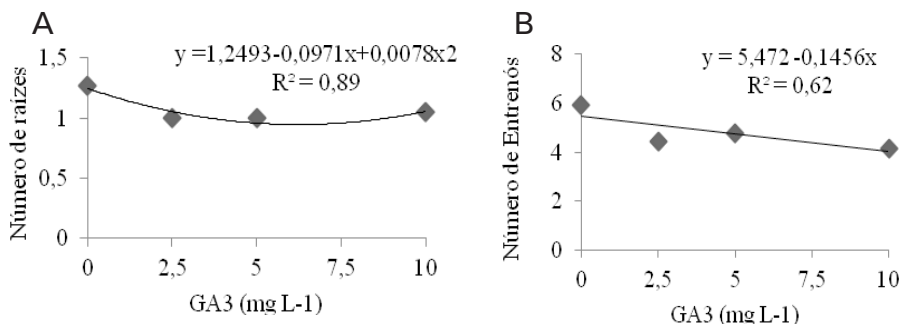 A
y =1,2493-0,0971x+0,0078x2
R² = 0,89
Número de raízes
1,5
1
0,5
0
0
2,5
5
7,5
10
GA3 (mg L-1)
B
y = 5,472 -0,1456x
R² = 0,62
Número de Entrenós
8
6
4
2
0
0
2,5
5
7,5
10
GA3 (mg L-1)